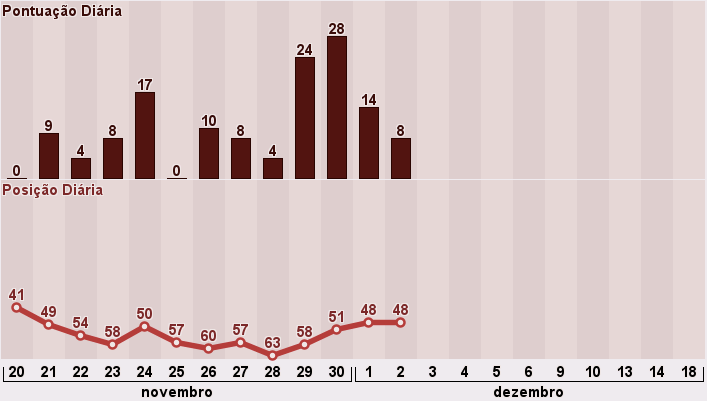 Pontuação Diária
0 9 4 8 17 0 10 8 4 24 28 14 8
Posição Diária
41 49 54 58 50 57 60 57 63 58 51 48 48
20 21 22 23 24 25 26 27 28 29 30 1 2 3 4 5 6 9 10 13 14 18
novembro dezembro